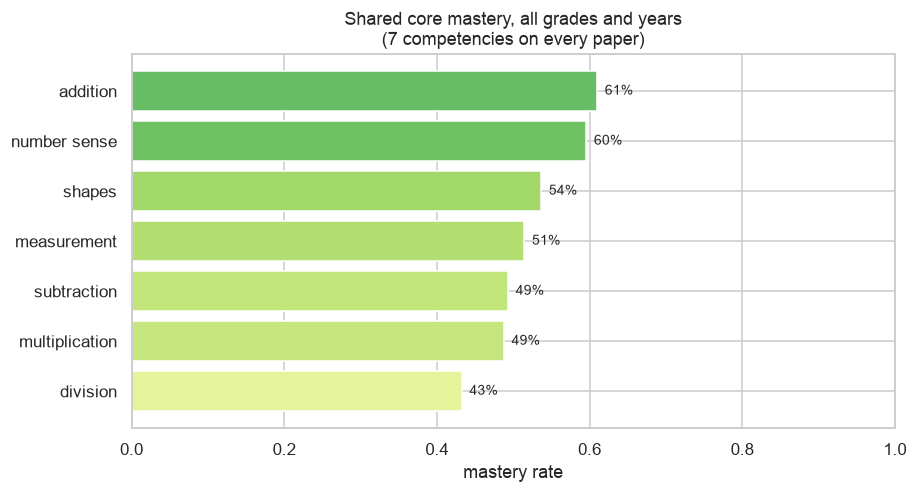 Shared core mastery, all grades and years
(7 competencies on every paper)
addition 61%
number sense 60%
shapes 54%
measurement 51%
subtraction 49%
multiplication 49%
division 43%
0.0 0.2 0.4 0.6 0.8 1.0
mastery rate